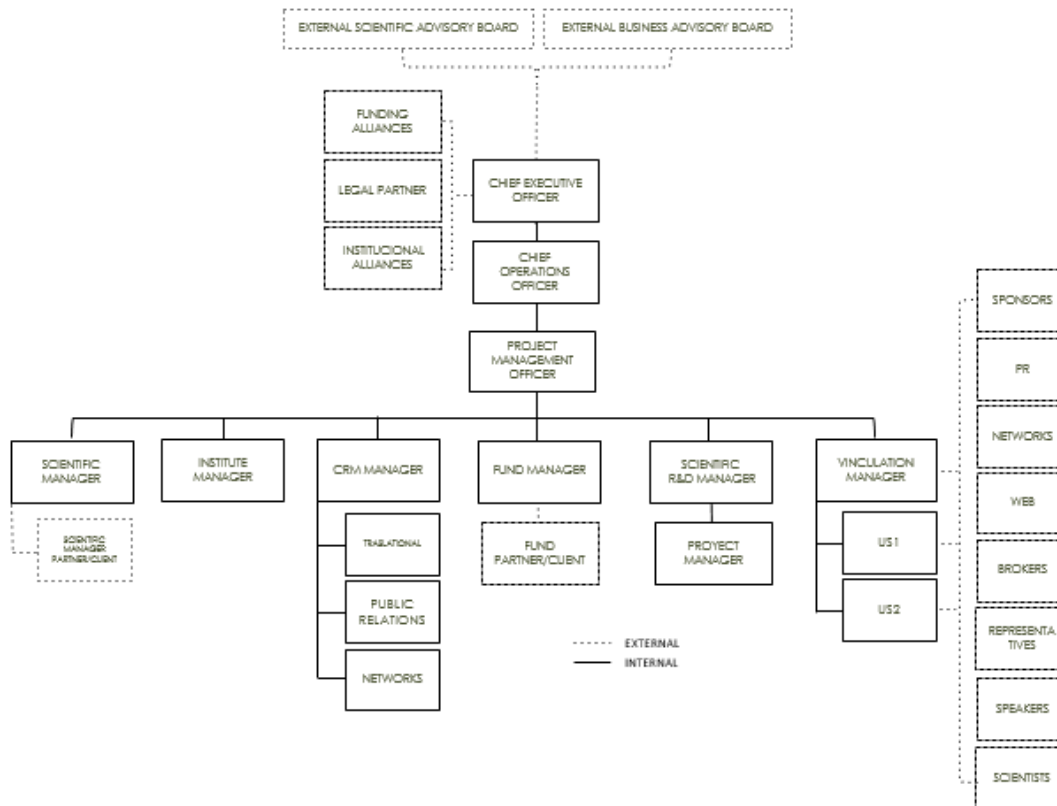 EXTERNAL SCIENTIFIC ADVISORY BOARD
EXTERNAL BUSINESS ADVISORY BOARD
FUNDING
ALLIANCES
LEGAL PARTNER
INSTITUCIONAL
ALLIANCES
CHIEF EXECUTIVE
OFFICER
CHIEF
OPERATIONS
OFFICER
PROJECT
MANAGEMENT
OFFICER
SCIENTIFIC
MANAGER
INSTITUTE
MANAGER
CRM MANAGER
FUND MANAGER
SCIENTIFIC
R&D MANAGER
VINCULATION
MANAGER
SCIENTIFIC
MANAGER
PARTNER/CLIENT
TRASLATIONAL
PUBLIC
RELATIONS
NETWORKS
FUND
PARTNER/CLIENT
PROYECT
MANAGER
US1
US2
SPONSORS
PR
NETWORKS
WEB
BROKERS
REPRESENTA
TIVES
SPEAKERS
SCIENTISTS
EXTERNAL
INTERNAL